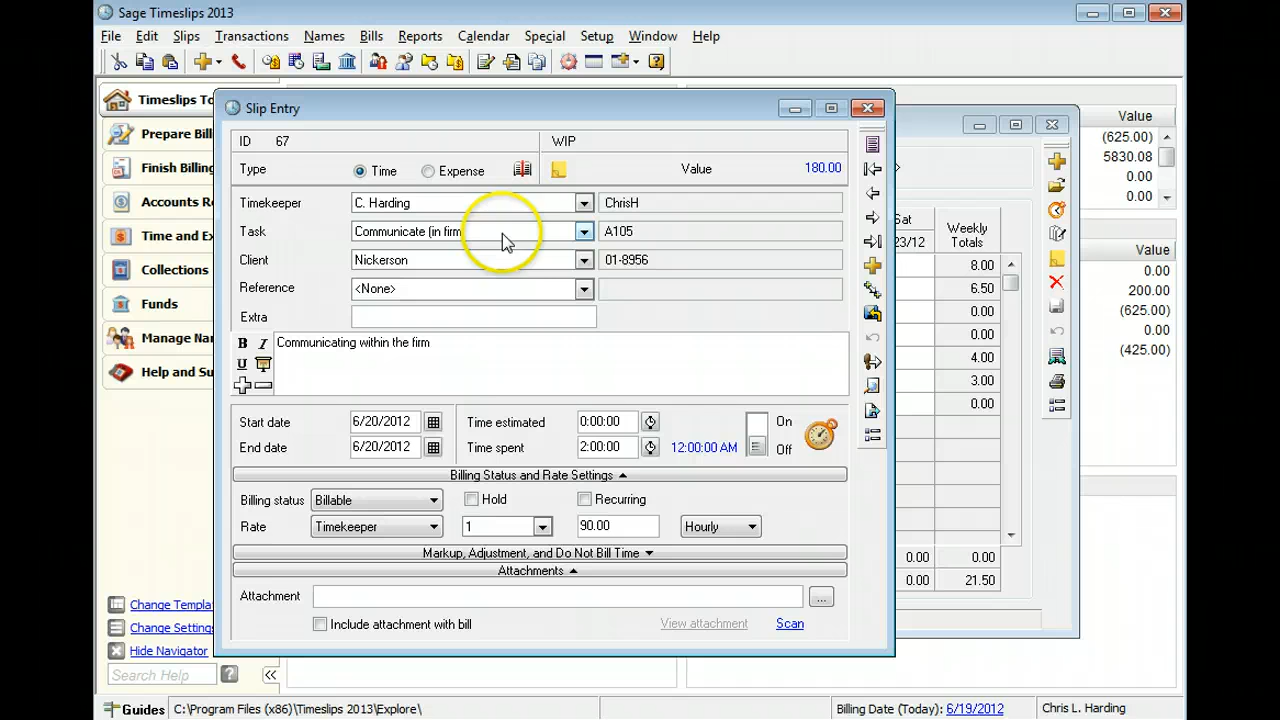 Sage Timeslips 2013
File Edit Slips Transactions Names Bills Reports Calendar Special Setup Window Help
Timeslips To
Prepare Bill
Finish Billing
Accounts R
Time and Ex
Collections
Funds
Manage Nar
Help and Su
Change Templa
Change Settings
Hide Navigator
Search Help
?
Slip Entry
ID 67 WIP
Type Time Expense Value 180.00
Timekeeper C. Harding ChrisH
Task Communicate (in firm A105
Client Nickerson 01-8956
Reference <None>
Extra
B I U
Communicating within the firm
Start date 6/20/2012 Time estimated 0:00:00 On
End date 6/20/2012 Time spent 2:00:00 12:00:00 AM Off
Billing Status and Rate Settings
Billing status Billable Hold Recurring
Rate Timekeeper 1 90.00 Hourly
Markup, Adjustment, and Do Not Bill Time
Attachments
Attachment ...
Include attachment with bill View attachment Scan
Sat Weekly
23/12 Totals
8.00
6.50
0.00
0.00
4.00
3.00
0.00
0.00 0.00
0.00 21.50
Value
(625.00)
5830.08
0.00
0.00
Value
0.00
200.00
(625.00)
0.00
(425.00)
Guides C:\Program Files (x86)\Timeslips 2013\Explore\ Billing Date (Today): 6/19/2012 Chris L. Harding